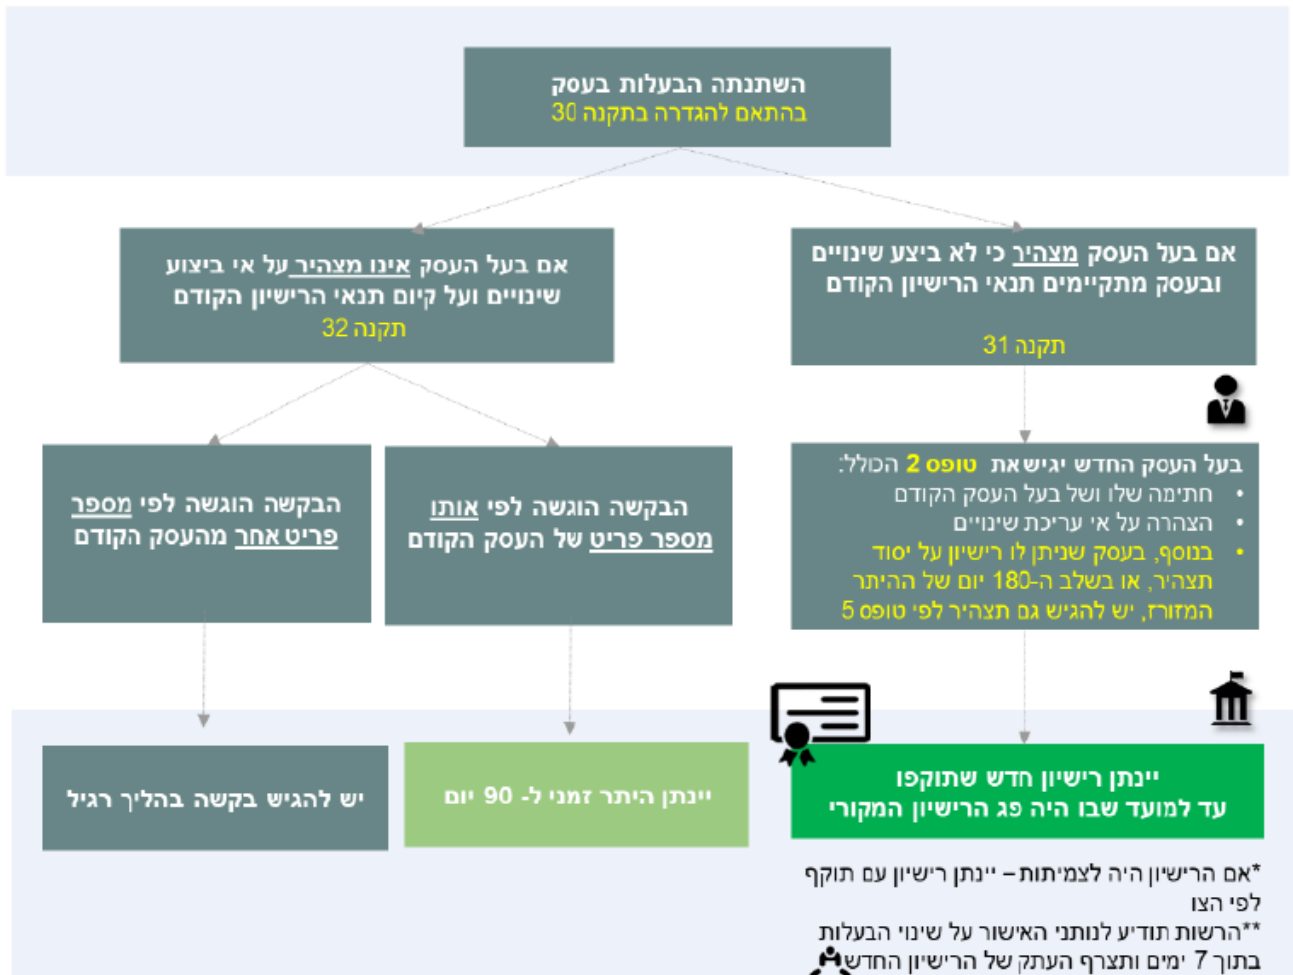 השתנתה הבעלות בעסק
בהתאם להגדרה בתקנה 30
אם בעל העסק מצהיר כי לא ביצע שינויים
ובעסק מתקיימים תנאי הרישיון הקודם
תקנה 31
אם בעל העסק אינו מצהיר על אי ביצוע
שינויים ועל קיום תנאי הרישיון הקודם
תקנה 32
בעל העסק החדש יגישאת טופס 2 הכולל:
• חתימה שלו ושל בעל העסק הקודם
• הצהרה על אי עריכת שינויים
• בנוסף, בעסק שניתן לו רישיון על יסוד
תצהיר, או בשלב ה-180 יום של ההיתר
המזורז, יש להגיש גם תצהיר לפי טופס 5
הבקשה הוגשה לפי אותו
מספר פריט של העסק הקודם
הבקשה הוגשה לפי מספר
פריט אחר מהעסק הקודם
יינתן רישיון חדש שתוקפו
עד למועד שבו היה פג הרישיון המקורי
יינתן היתר זמני ל- 90 יום
יש להגיש בקשה בהליך רגיל
*אם הרישיון היה לצמיתות – יינתן רישיון עם תוקף
לפי הצו
**הרשות תודיע לנותני האישור על שינוי הבעלות
בתוך 7 ימים ותצרף העתק של הרישיון החדש